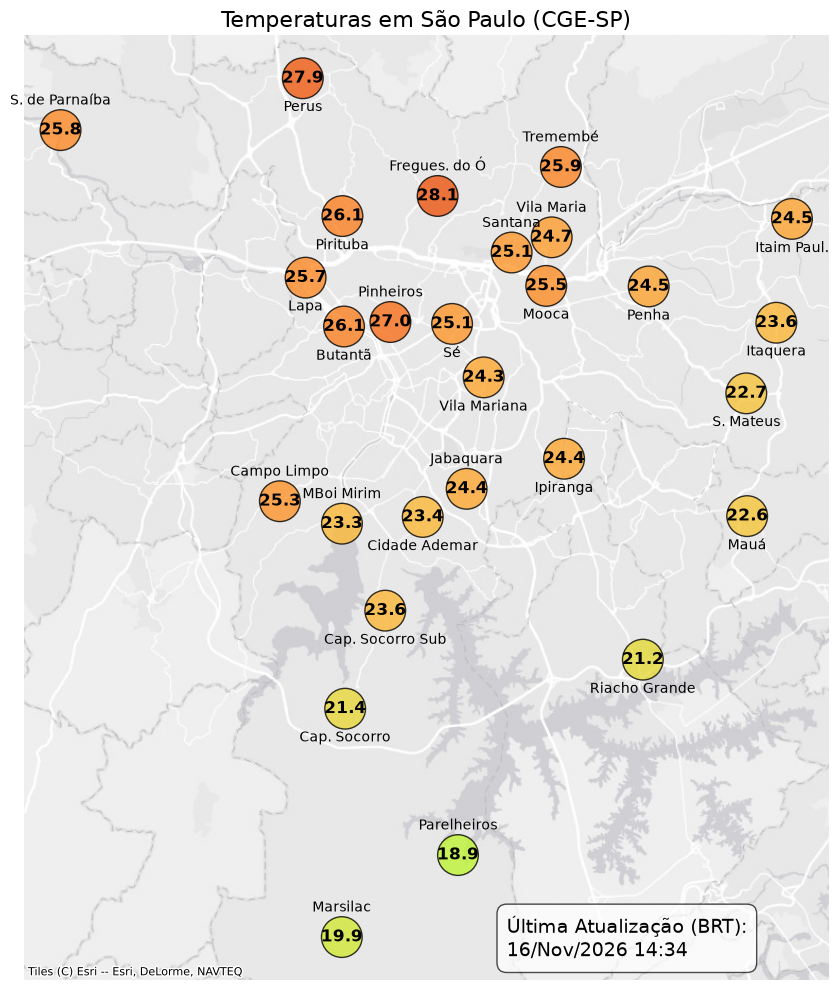 Temperaturas em São Paulo (CGE-SP)
27.9
Perus
S. de Parnaíba
25.8
Tremembé
25.9
Fregues. do Ó
28.1
26.1
Pirituba
Vila Maria
24.7
Santana
25.1
24.5
Itaim Paul.
25.7
Lapa
25.5
Mooca
24.5
Penha
Pinheiros
27.0
26.1
Butantã
25.1
Sé
23.6
Itaquera
24.3
Vila Mariana
22.7
S. Mateus
Jabaquara
24.4
24.4
Ipiranga
Campo Limpo
25.3
MBoi Mirim
23.3
23.4
Cidade Ademar
22.6
Mauá
23.6
Cap. Socorro Sub
21.2
Riacho Grande
21.4
Cap. Socorro
Parelheiros
18.9
Marsilac
19.9
Última Atualização (BRT):
16/Nov/2026 14:34
Tiles (C) Esri -- Esri, DeLorme, NAVTEQ